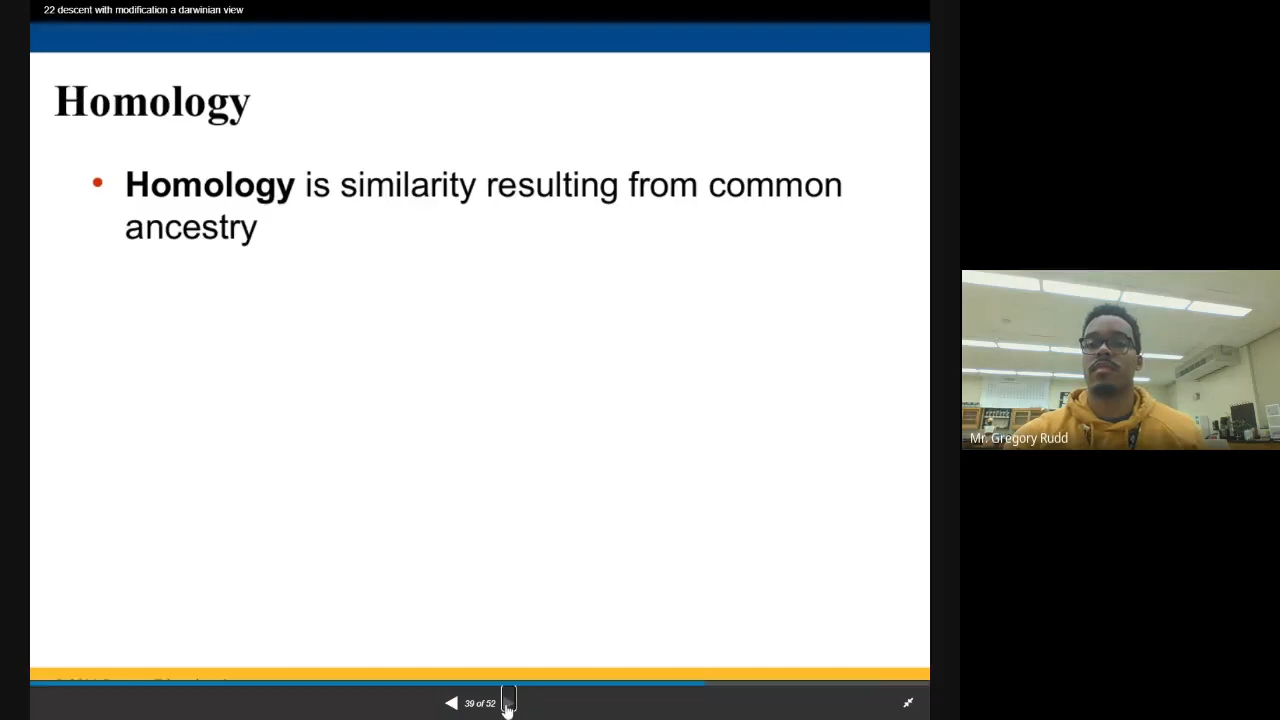 22 descent with modification a darwinian view
Homology
• Homology is similarity resulting from common
ancestry
Mr. Gregory Rudd
39 of 52